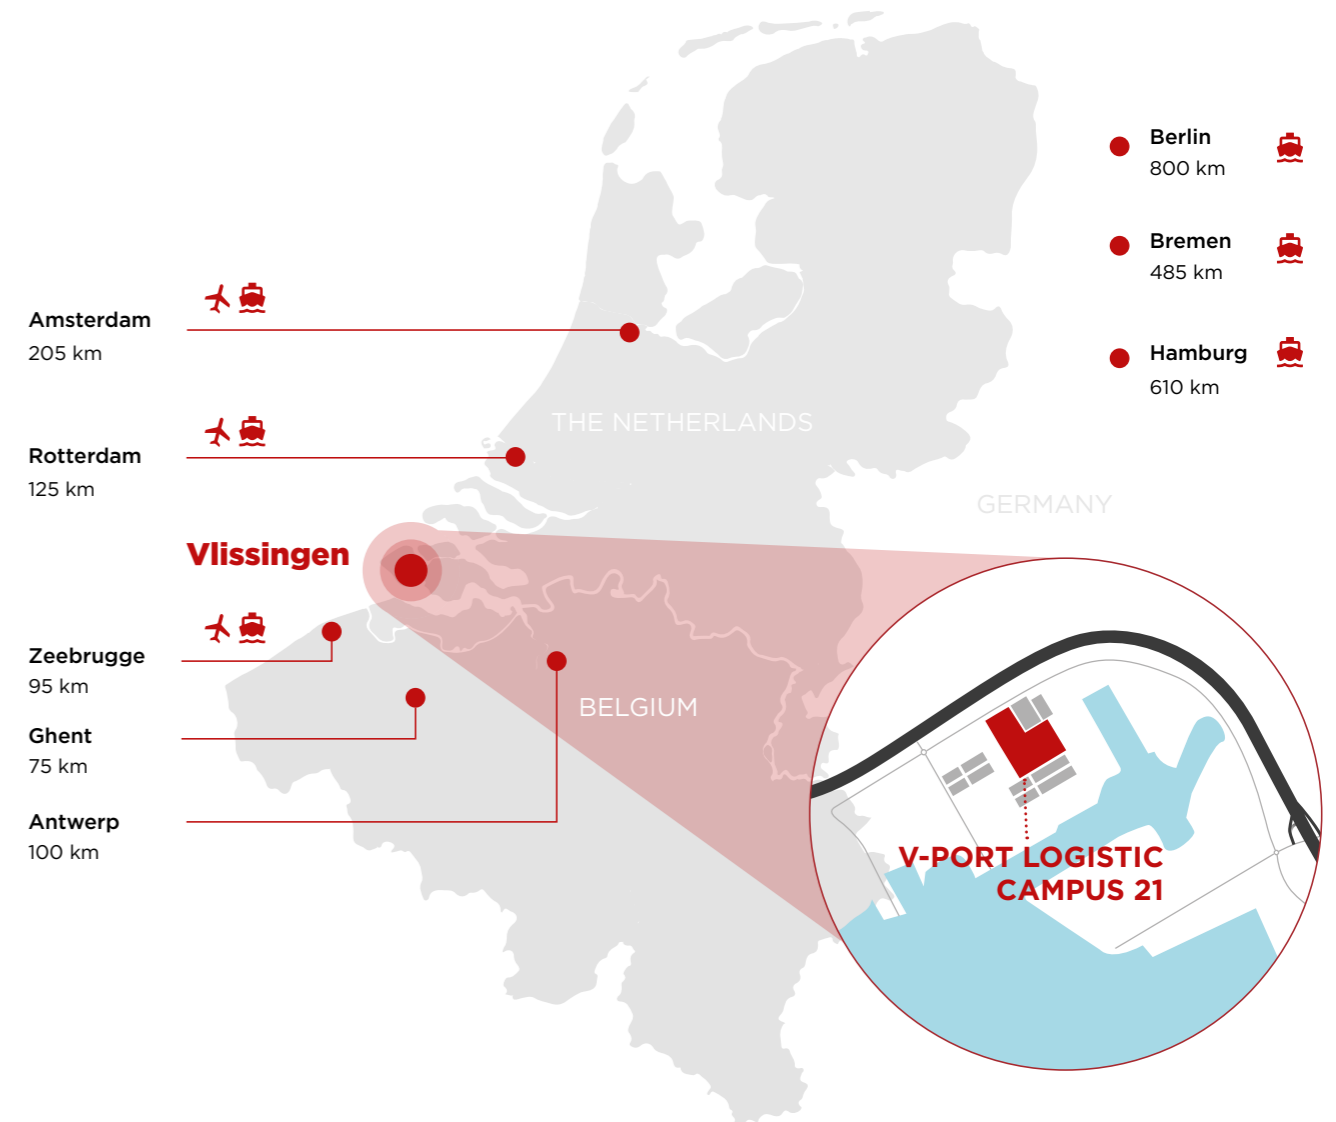 Berlin
800 km
Bremen
485 km
Hamburg
610 km
Amsterdam
205 km
Rotterdam
125 km
THE NETHERLANDS
GERMANY
Vlissingen
Zeebrugge
95 km
Ghent
75 km
Antwerp
100 km
BELGIUM
V-PORT LOGISTIC
CAMPUS 21